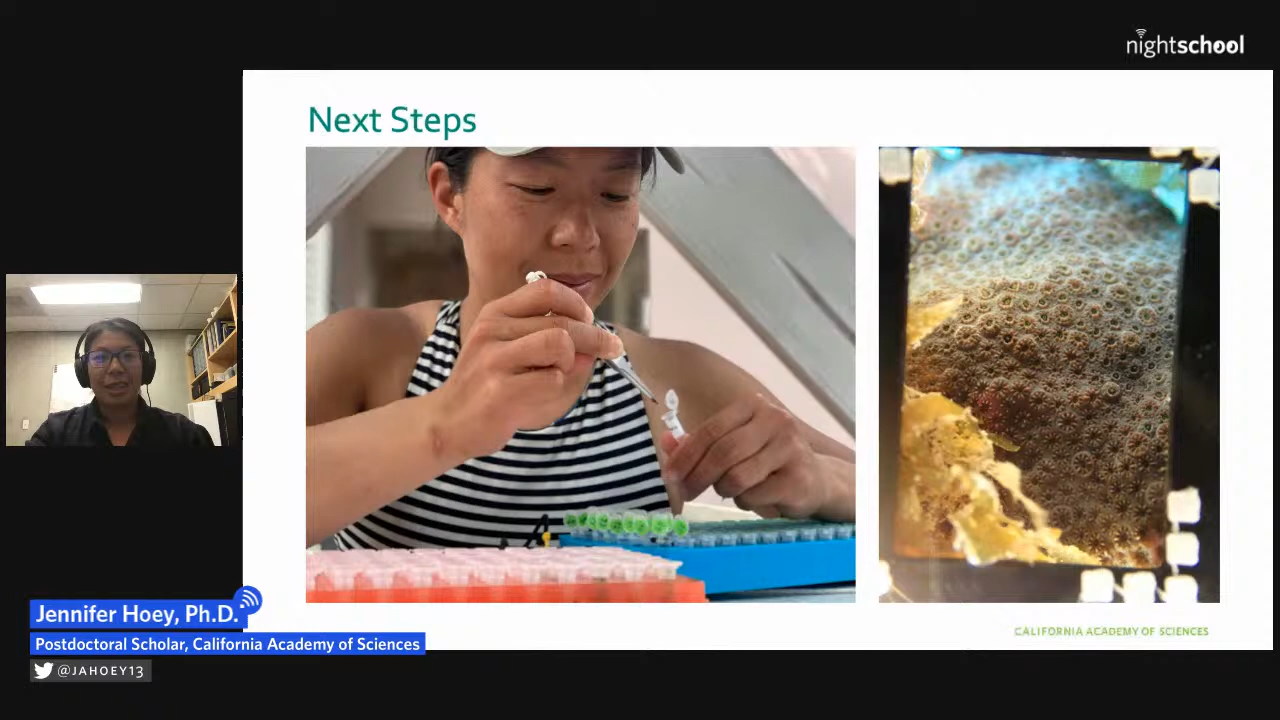 nightschool
Next Steps
CALIFORNIA ACADEMY OF SCIENCES
Jennifer Hoey, Ph.D.
Postdoctoral Scholar, California Academy of Sciences
@JAHOEY13